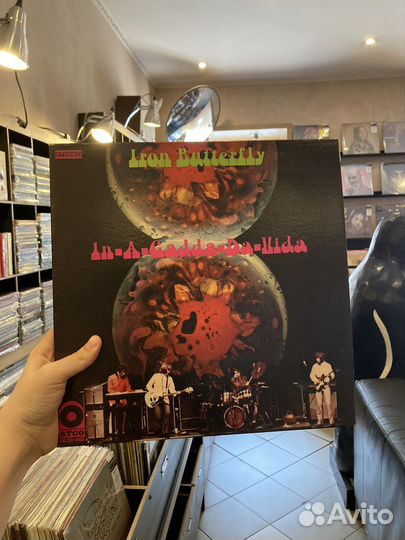 STEREO
Iron Butterfly
In-A-Gadda-Da-Vida
ATCO
Avito